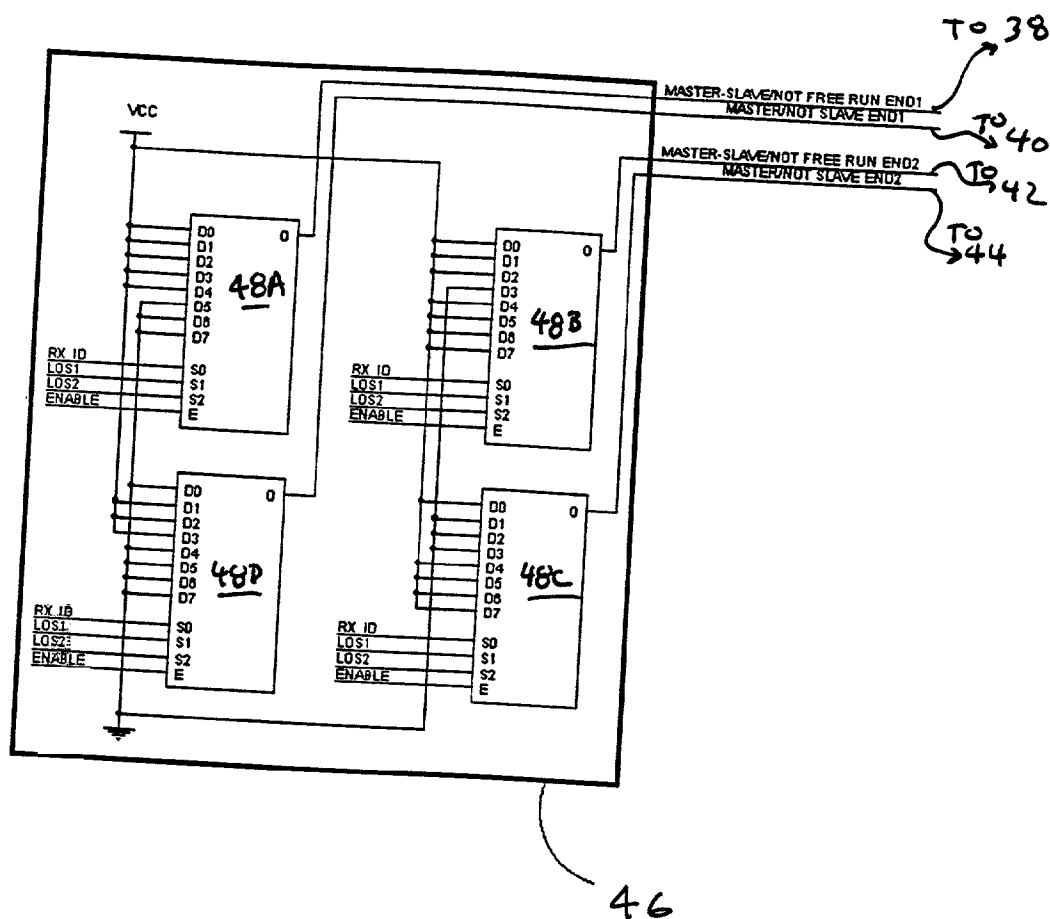 TO 38
MASTER-SLAVE/NOT FREE RUN END1
MASTER/NOT SLAVE END1
TO 40
MASTER-SLAVE/NOT FREE RUN END2
MASTER/NOT SLAVE END2
TO 42
TO 44
VCC
D0 O
D1
D2
D3
D4
D5
D6
D7
48A
RX ID S0
LOS1 S1
LOS2 S2
ENABLE E
D0 O
D1
D2
D3
D4
D5
D6
D7
48B
RX ID S0
LOS1 S1
LOS2 S2
ENABLE E
D0 O
D1
D2
D3
D4
D5
D6
D7
48D
RX ID S0
LOS1 S1
LOS2 S2
ENABLE E
D0 O
D1
D2
D3
D4
D5
D6
D7
48C
RX ID S0
LOS1 S1
LOS2 S2
ENABLE E
46